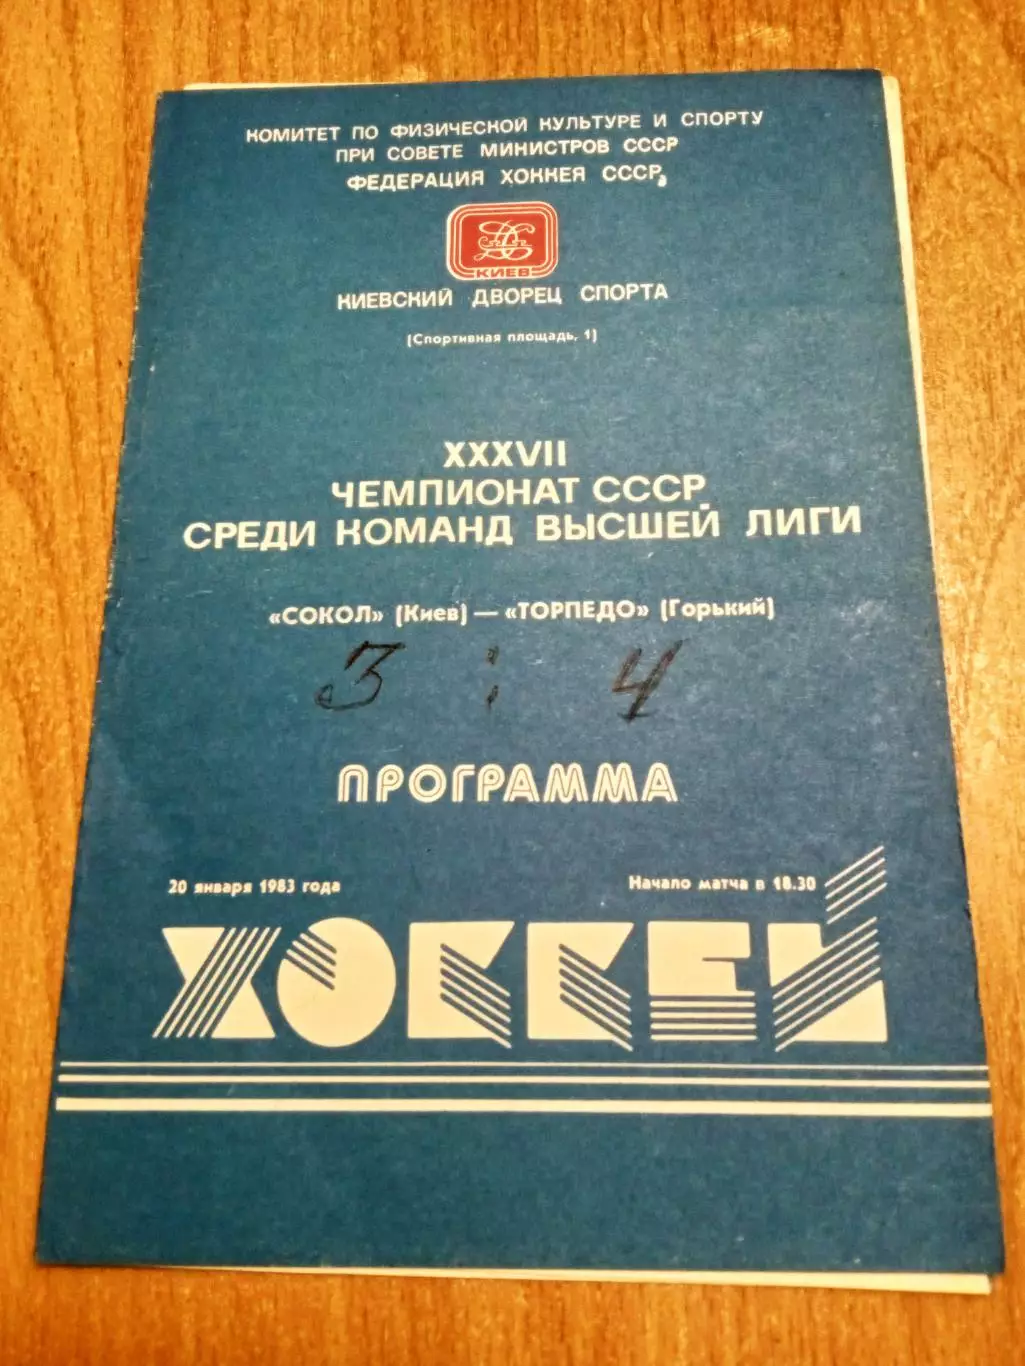 КОМИТЕТ ПО ФИЗИЧЕСКОЙ КУЛЬТУРЕ И СПОРТУ
ПРИ СОВЕТЕ МИНИСТРОВ СССР
ФЕДЕРАЦИЯ ХОККЕЯ СССР
КИЕВ
КИЕВСКИЙ ДВОРЕЦ СПОРТА
(Спортивная площадь, 1)
XXXVII
ЧЕМПИОНАТ СССР
СРЕДИ КОМАНД ВЫСШЕЙ ЛИГИ
«СОКОЛ» (Киев) — «ТОРПЕДО» (Горький)
3 : 4
ПРОГРАММА
20 января 1983 года Начало матча в 18.30
ХОККЕЙ